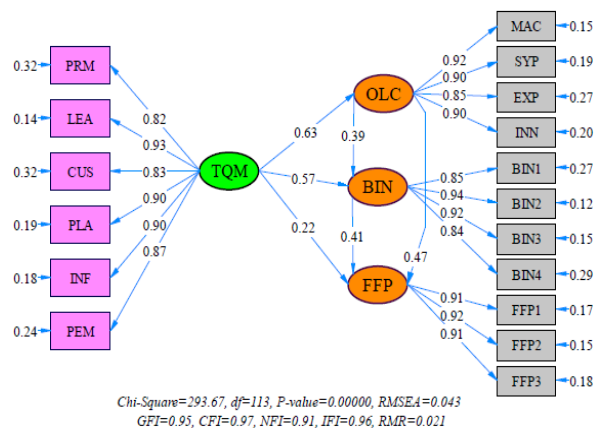 MAC
0.15
0.32
PRM
0.92
SYP
0.19
0.90
OLC
0.85
EXP
0.27
0.14
LEA
0.82
0.90
INN
0.20
0.93
0.63
0.39
0.32
CUS
0.83
TQM
0.57
BIN
0.85
BIN1
0.27
0.94
BIN2
0.12
0.90
0.92
0.19
PLA
0.90
0.22
0.41
0.84
BIN3
0.15
0.87
0.47
0.18
INF
FFP
BIN4
0.29
0.91
FFP1
0.17
0.92
0.24
PEM
0.91
FFP2
0.15
FFP3
0.18
Chi-Square=293.67, df=113, P-value=0.00000, RMSEA=0.043
GFI=0.95, CFI=0.97, NFI=0.91, IFI=0.96, RMR=0.021